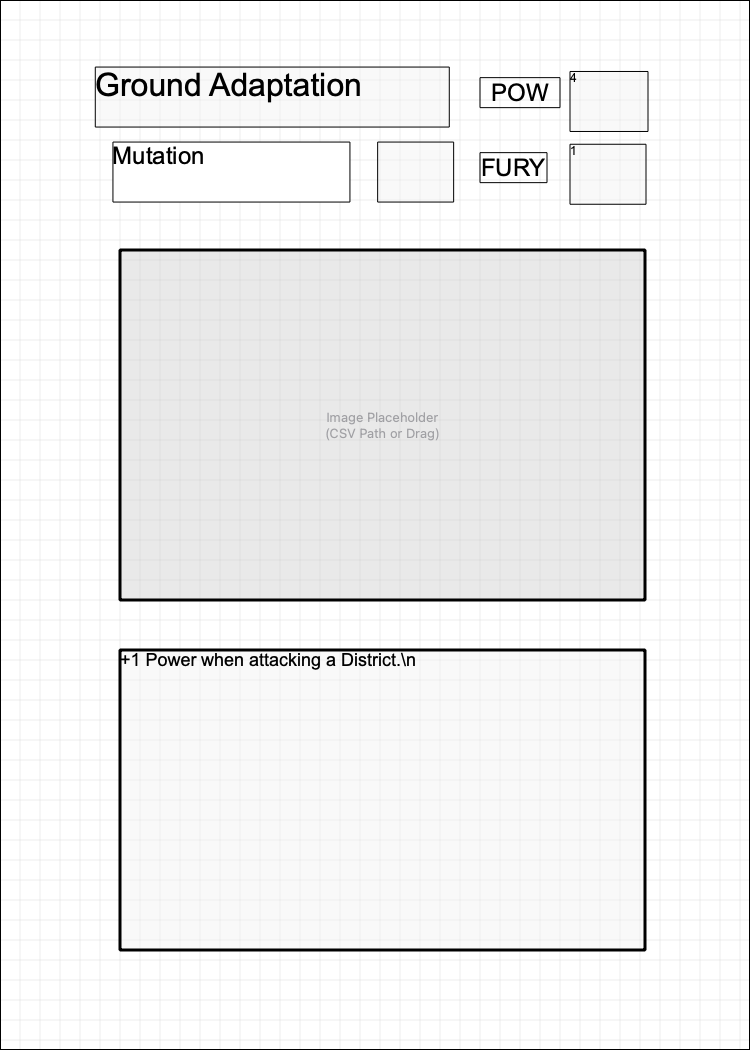 Ground Adaptation
POW
4
Mutation
FURY
1
Image Placeholder
(CSV Path or Drag)
+1 Power when attacking a District.\n